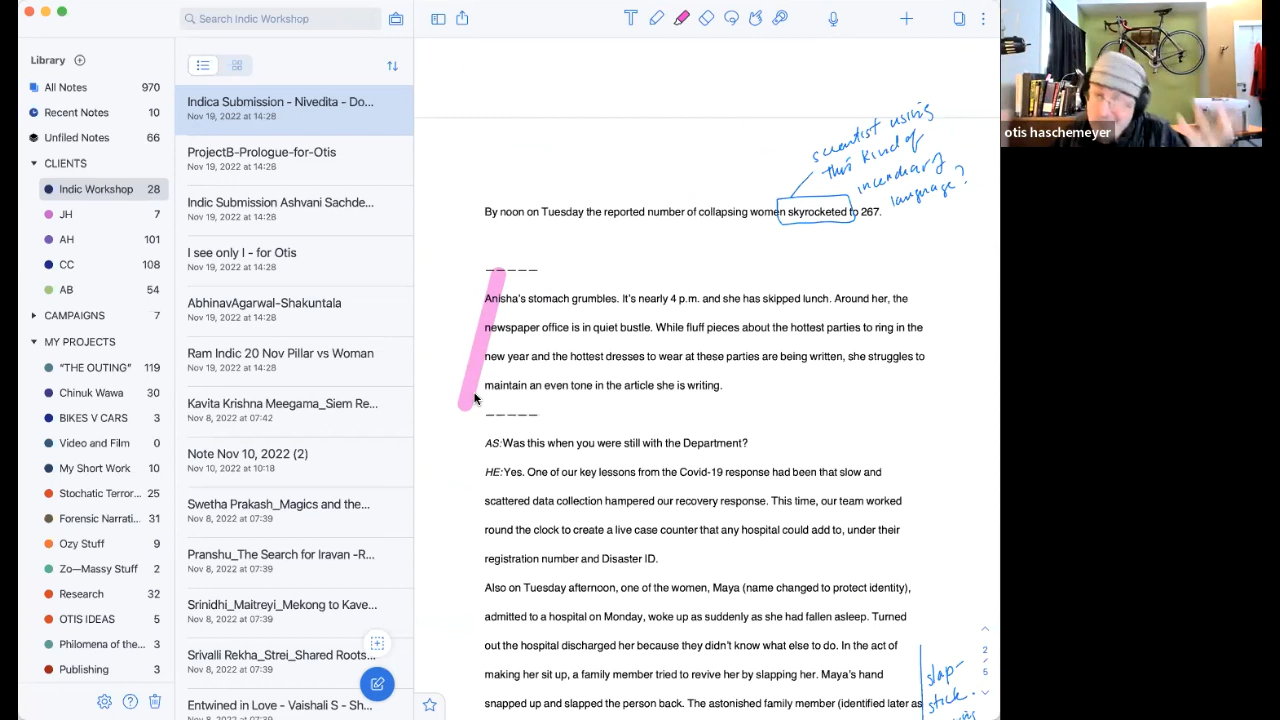 Search Indic Workshop
Library
All Notes 970
Recent Notes 10
Unfiled Notes 66
CLIENTS
Indic Workshop 28
JH 7
AH 101
CC 108
AB 54
CAMPAIGNS 7
MY PROJECTS
“THE OUTING” 119
Chinuk Wawa 30
BIKES V CARS 3
Video and Film 0
My Short Work 10
Stochatic Terror... 25
Forensic Narrati... 31
Ozy Stuff 9
Zo—Massy Stuff 2
Research 32
OTIS IDEAS 5
Philomena of the... 3
Publishing 3
Indica Submission - Nivedita - Do...
Nov 19, 2022 at 14:28
ProjectB-Prologue-for-Otis
Nov 19, 2022 at 14:28
Indic Submission Ashvani Sachde...
Nov 19, 2022 at 14:28
I see only I - for Otis
Nov 19, 2022 at 14:28
AbhinavAgarwal-Shakuntala
Nov 19, 2022 at 14:28
Ram Indic 20 Nov Pillar vs Woman
Nov 19, 2022 at 14:28
Kavita Krishna Meegama_Siem Re...
Nov 8, 2022 at 07:42
Note Nov 10, 2022 (2)
Nov 10, 2022 at 10:18
Swetha Prakash_Magics and the...
Nov 8, 2022 at 07:39
Pranshu_The Search for Iravan -R...
Nov 8, 2022 at 07:39
Srinidhi_Maitreyi_Mekong to Kave...
Nov 8, 2022 at 07:39
Srivalli Rekha_Strei_Shared Roots...
Nov 8, 2022 at 07:39
Entwined in Love - Vaishali S - Sh...
Nov 8, 2022 at 07:39
scientist using
this kind of
incendiary
language?
By noon on Tuesday the reported number of collapsing women skyrocketed to 267.
_ _ _ _ _
Anisha's stomach grumbles. It's nearly 4 p.m. and she has skipped lunch. Around her, the
newspaper office is in quiet bustle. While fluff pieces about the hottest parties to ring in the
new year and the hottest dresses to wear at these parties are being written, she struggles to
maintain an even tone in the article she is writing.
_ _ _ _ _
AS:Was this when you were still with the Department?
HE:Yes. One of our key lessons from the Covid-19 response had been that slow and
scattered data collection hampered our recovery response. This time, our team worked
round the clock to create a live case counter that any hospital could add to, under their
registration number and Disaster ID.
Also on Tuesday afternoon, one of the women, Maya (name changed to protect identity),
admitted to a hospital on Monday, woke up as suddenly as she had fallen asleep. Turned
out the hospital discharged her because they didn't know what else to do. In the act of
making her sit up, a family member tried to revive her by slapping her. Maya's hand
snapped up and slapped the person back. The astonished family member (identified later as
slap-
stick.
2
5
otis haschemeyer